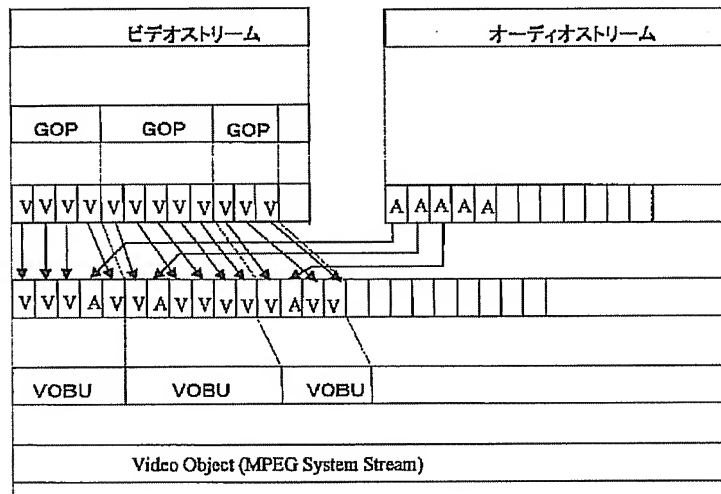 ビデオストリーム オーディオストリーム
GOP GOP GOP
V V V V V V V V V V V V A A A A A
V V V A V V A V V V V V A V V
VOBU VOBU VOBU
Video Object (MPEG System Stream)